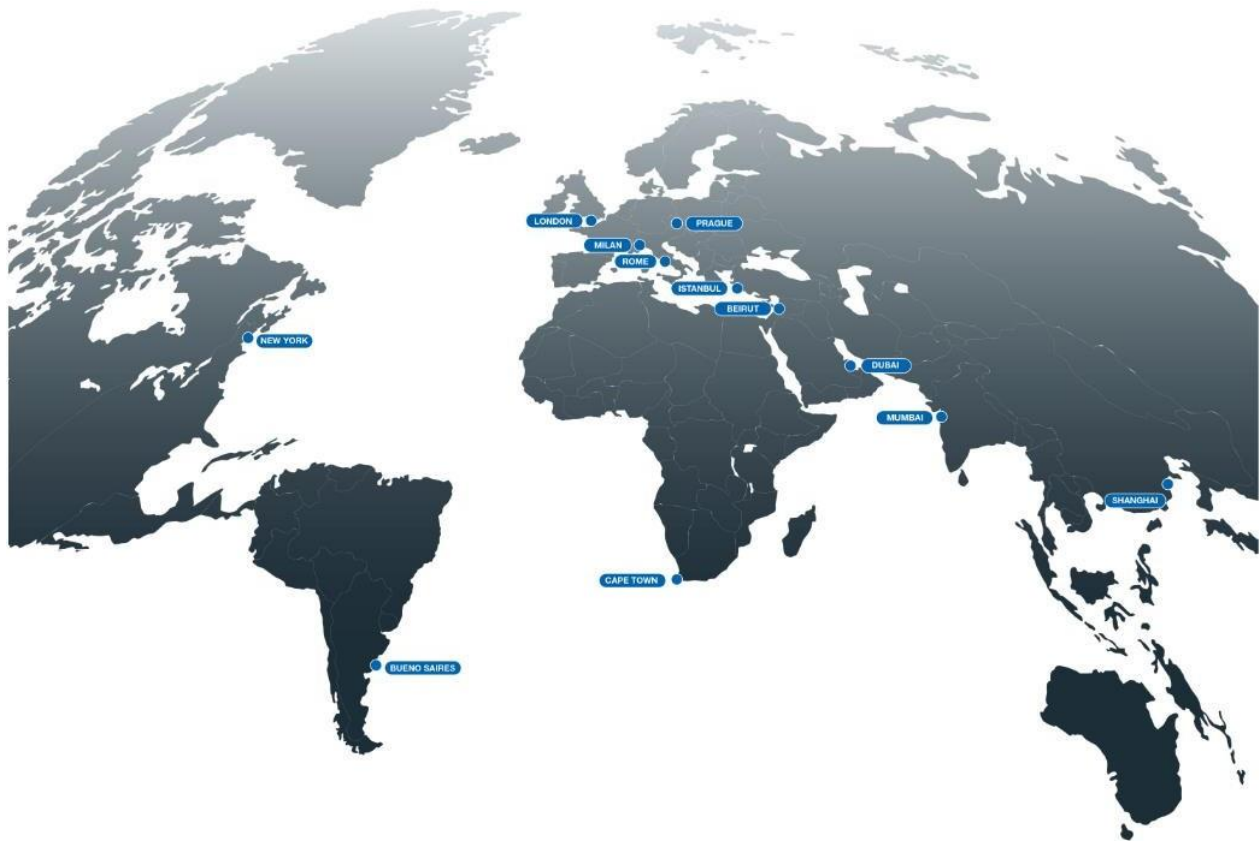 LONDON
PRAGUE
MILAN
ROME
ISTANBUL
BEIRUT
NEW YORK
DUBAI
MUMBAI
SHANGHAI
CAPE TOWN
BUENO SAIRES